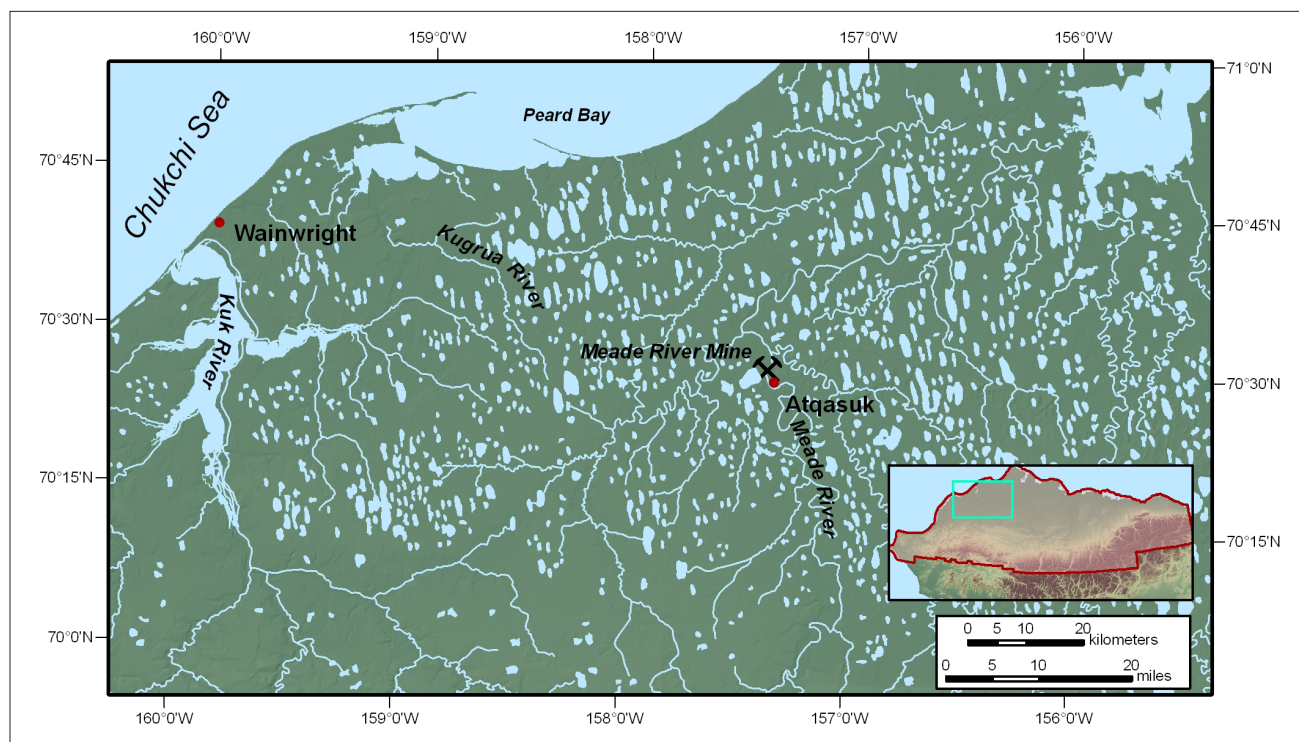 160°0'W 159°0'W 158°0'W 157°0'W 156°0'W
71°0'N
Chukchi Sea
Peard Bay
70°45'N
Wainwright
Kugrua River
70°45'N
Kuk River
70°30'N
Meade River Mine
70°30'N
Atqasuk
Meade River
70°15'N
70°15'N
70°0'N
0 5 10 20
kilometers
0 5 10 20
miles
160°0'W 159°0'W 158°0'W 157°0'W 156°0'W